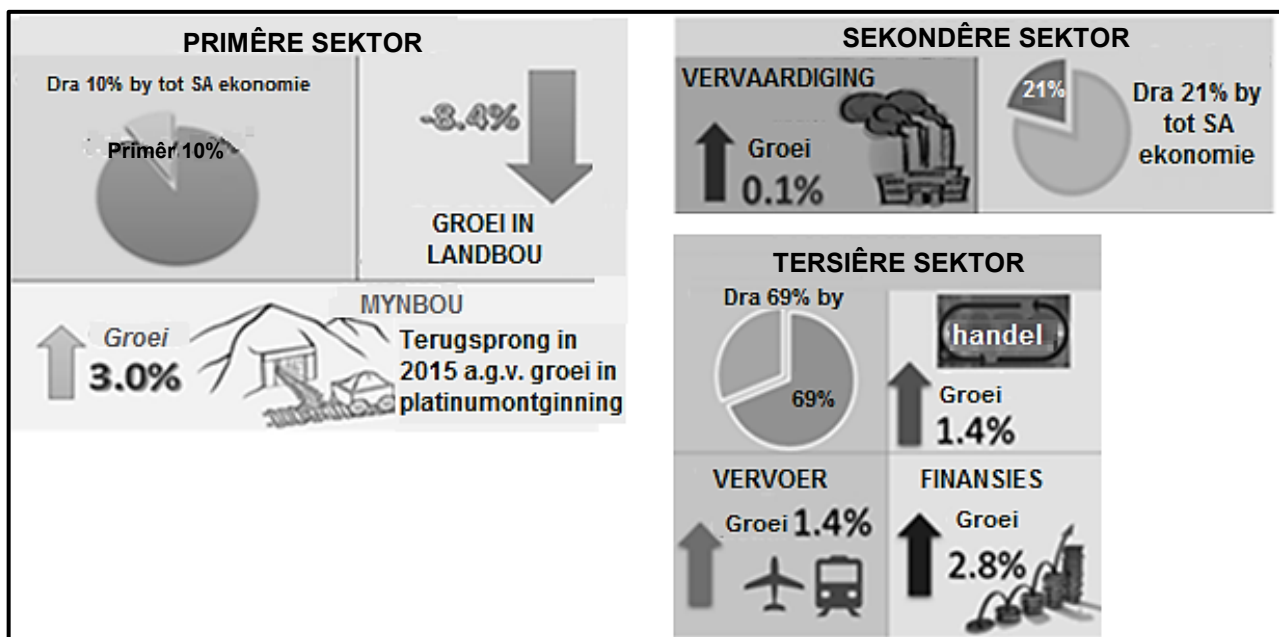 PRIMÊRE SEKTOR
Dra 10% by tot SA ekonomie
Primêr 10%
-8.4%
GROEI IN
LANDBOU
MYNBOU
Groei
3.0%
Terugsprong in
2015 a.g.v. groei in
platinumontginning
SEKONDÊRE SEKTOR
VERVAARDIGING
Groei
0.1%
21%
Dra 21% by
tot SA
ekonomie
TERSIÊRE SEKTOR
Dra 69% by
69%
handel
Groei
1.4%
VERVOER
Groei 1.4%
FINANSIES
Groei
2.8%